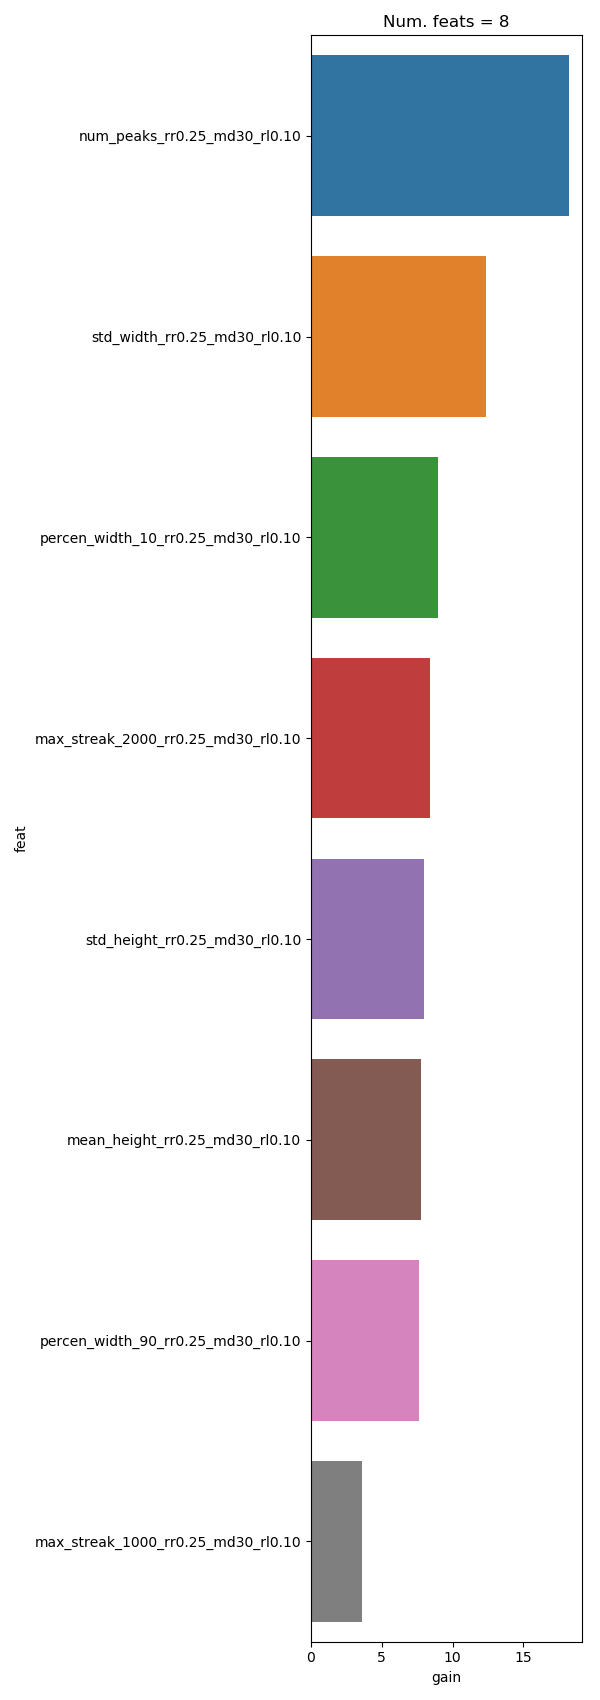 Num. feats = 8
num_peaks_rr0.25_md30_rl0.10
std_width_rr0.25_md30_rl0.10
percen_width_10_rr0.25_md30_rl0.10
max_streak_2000_rr0.25_md30_rl0.10
feat
std_height_rr0.25_md30_rl0.10
mean_height_rr0.25_md30_rl0.10
percen_width_90_rr0.25_md30_rl0.10
max_streak_1000_rr0.25_md30_rl0.10
0 5 10 15
gain